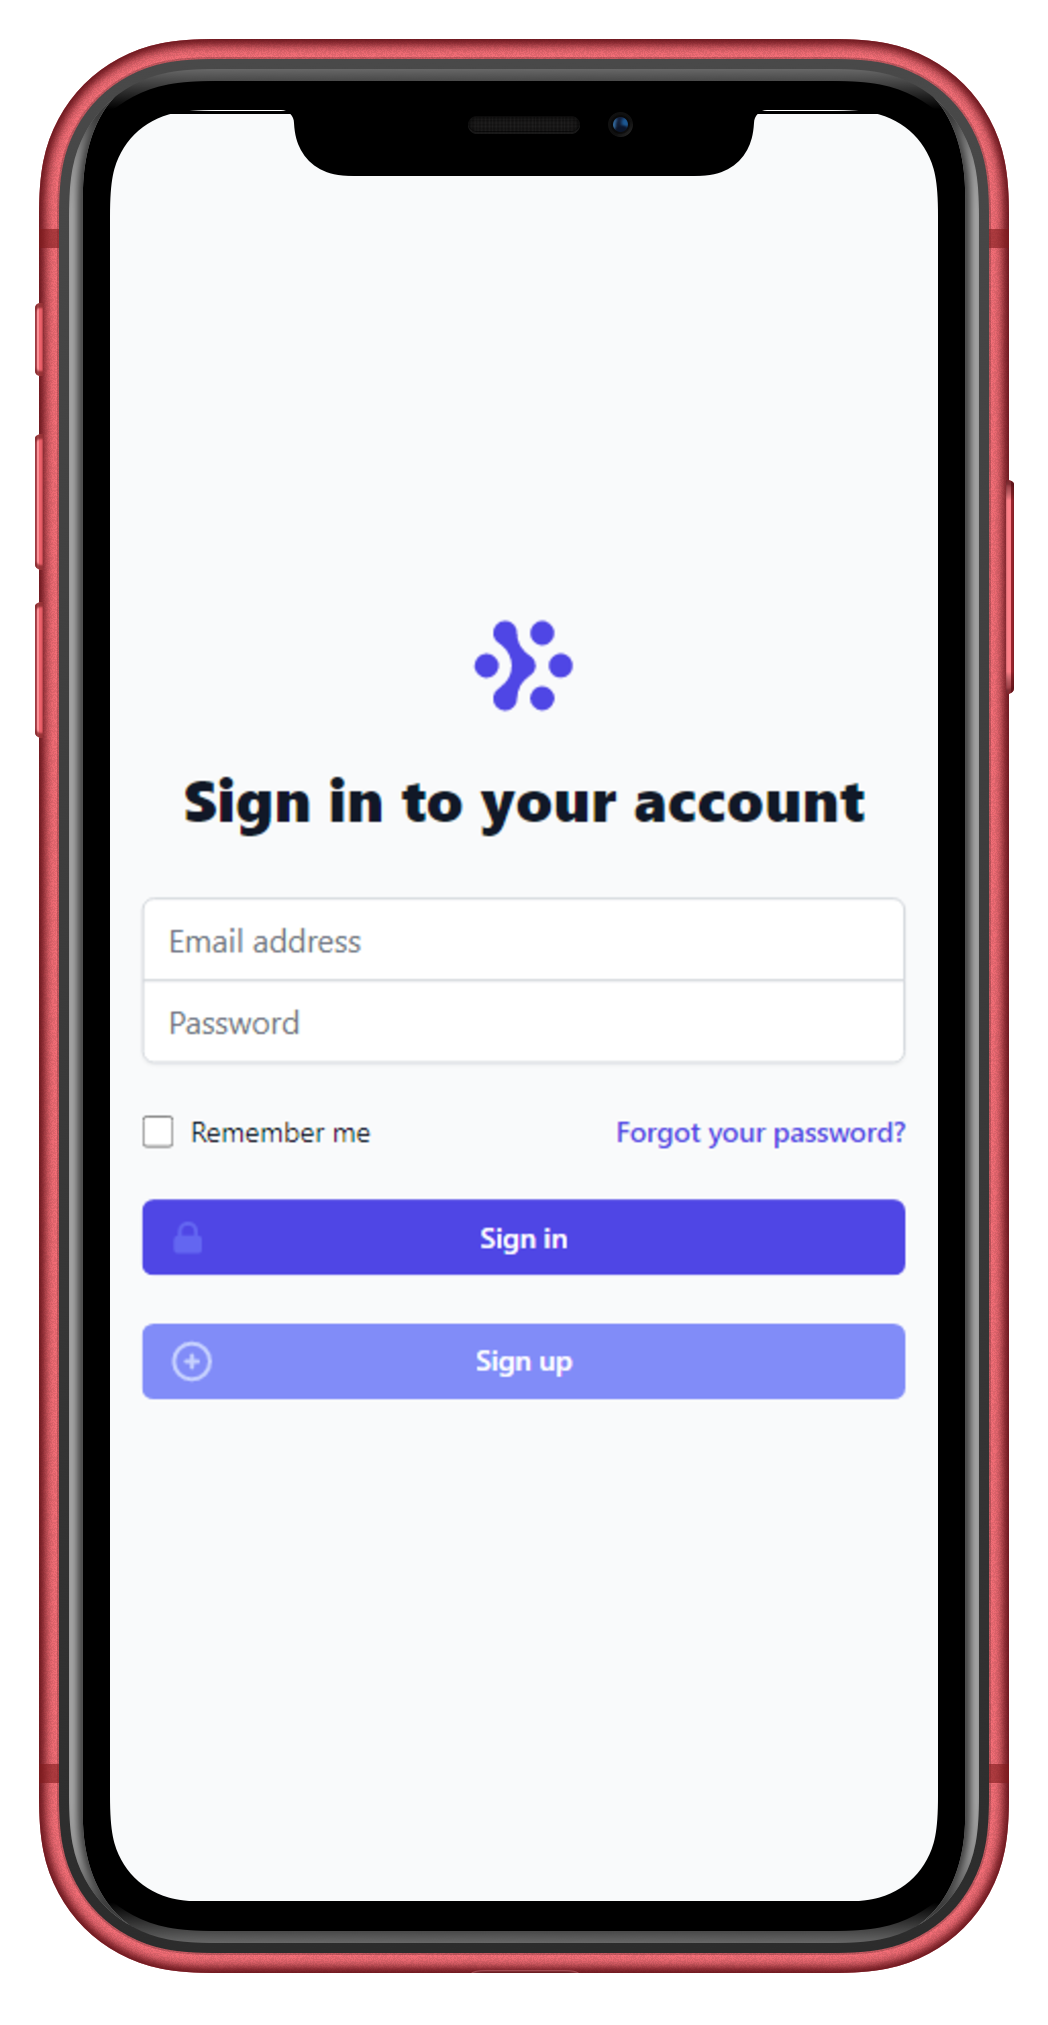 Sign in to your account
Email address
Password
Remember me Forgot your password?
Sign in
Sign up